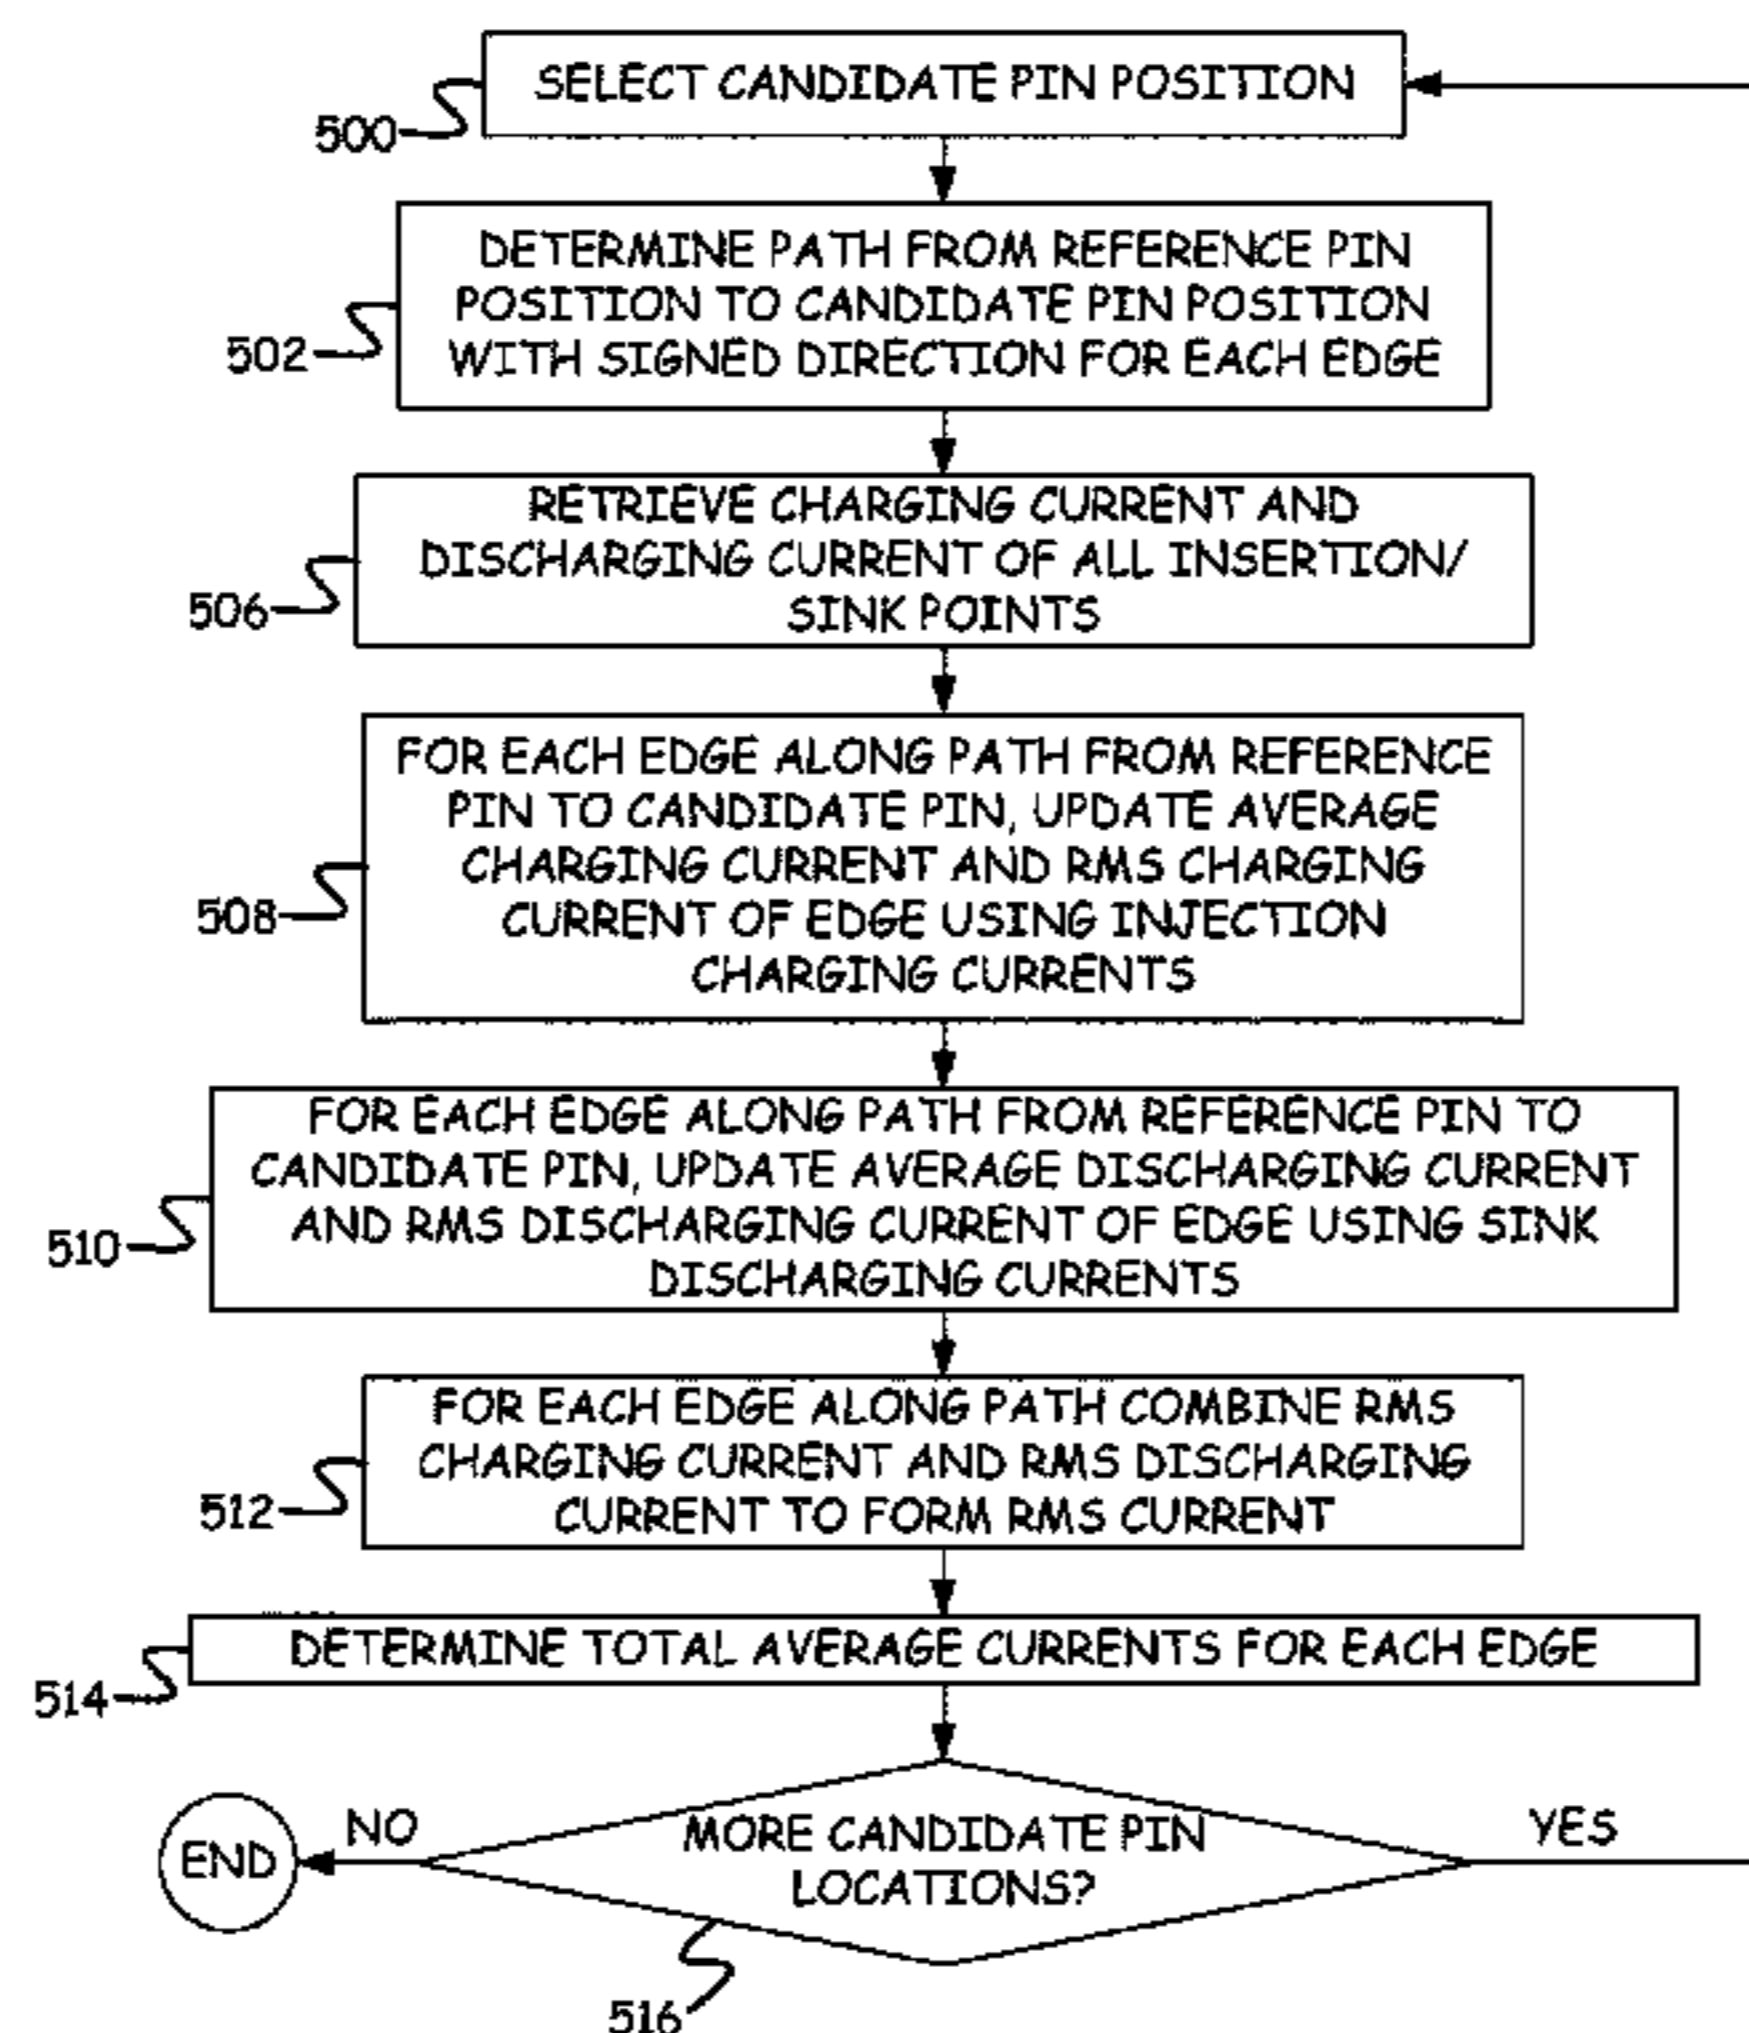 SELECT CANDIDATE PIN POSITION
500
DETERMINE PATH FROM REFERENCE PIN
POSITION TO CANDIDATE PIN POSITION
WITH SIGNED DIRECTION FOR EACH EDGE
502
RETRIEVE CHARGING CURRENT AND
DISCHARGING CURRENT OF ALL INSERTION/
SINK POINTS
506
FOR EACH EDGE ALONG PATH FROM REFERENCE
PIN TO CANDIDATE PIN, UPDATE AVERAGE
CHARGING CURRENT AND RMS CHARGING
CURRENT OF EDGE USING INJECTION
CHARGING CURRENTS
508
FOR EACH EDGE ALONG PATH FROM REFERENCE PIN TO
CANDIDATE PIN, UPDATE AVERAGE DISCHARGING CURRENT
AND RMS DISCHARGING CURRENT OF EDGE USING SINK
DISCHARGING CURRENTS
510
FOR EACH EDGE ALONG PATH COMBINE RMS
CHARGING CURRENT AND RMS DISCHARGING
CURRENT TO FORM RMS CURRENT
512
DETERMINE TOTAL AVERAGE CURRENTS FOR EACH EDGE
514
MORE CANDIDATE PIN
LOCATIONS?
YES
NO
END
516